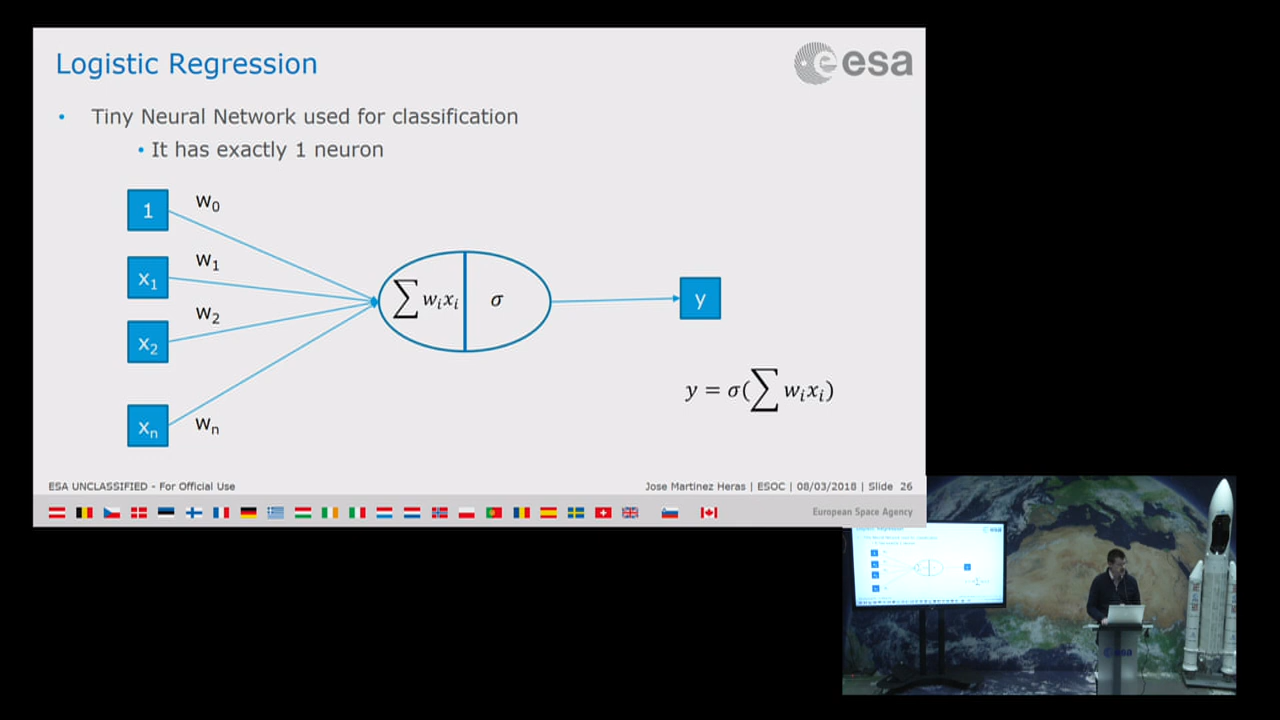 Logistic Regression
esa
• Tiny Neural Network used for classification
• It has exactly 1 neuron
1
w₀
x₁
w₁
x₂
w₂
xₙ
wₙ
∑ wᵢxᵢ
σ
y
y = σ(∑ wᵢxᵢ)
ESA UNCLASSIFIED - For Official Use
Jose Martinez Heras | ESOC | 08/03/2018 | Slide 26
European Space Agency
esa